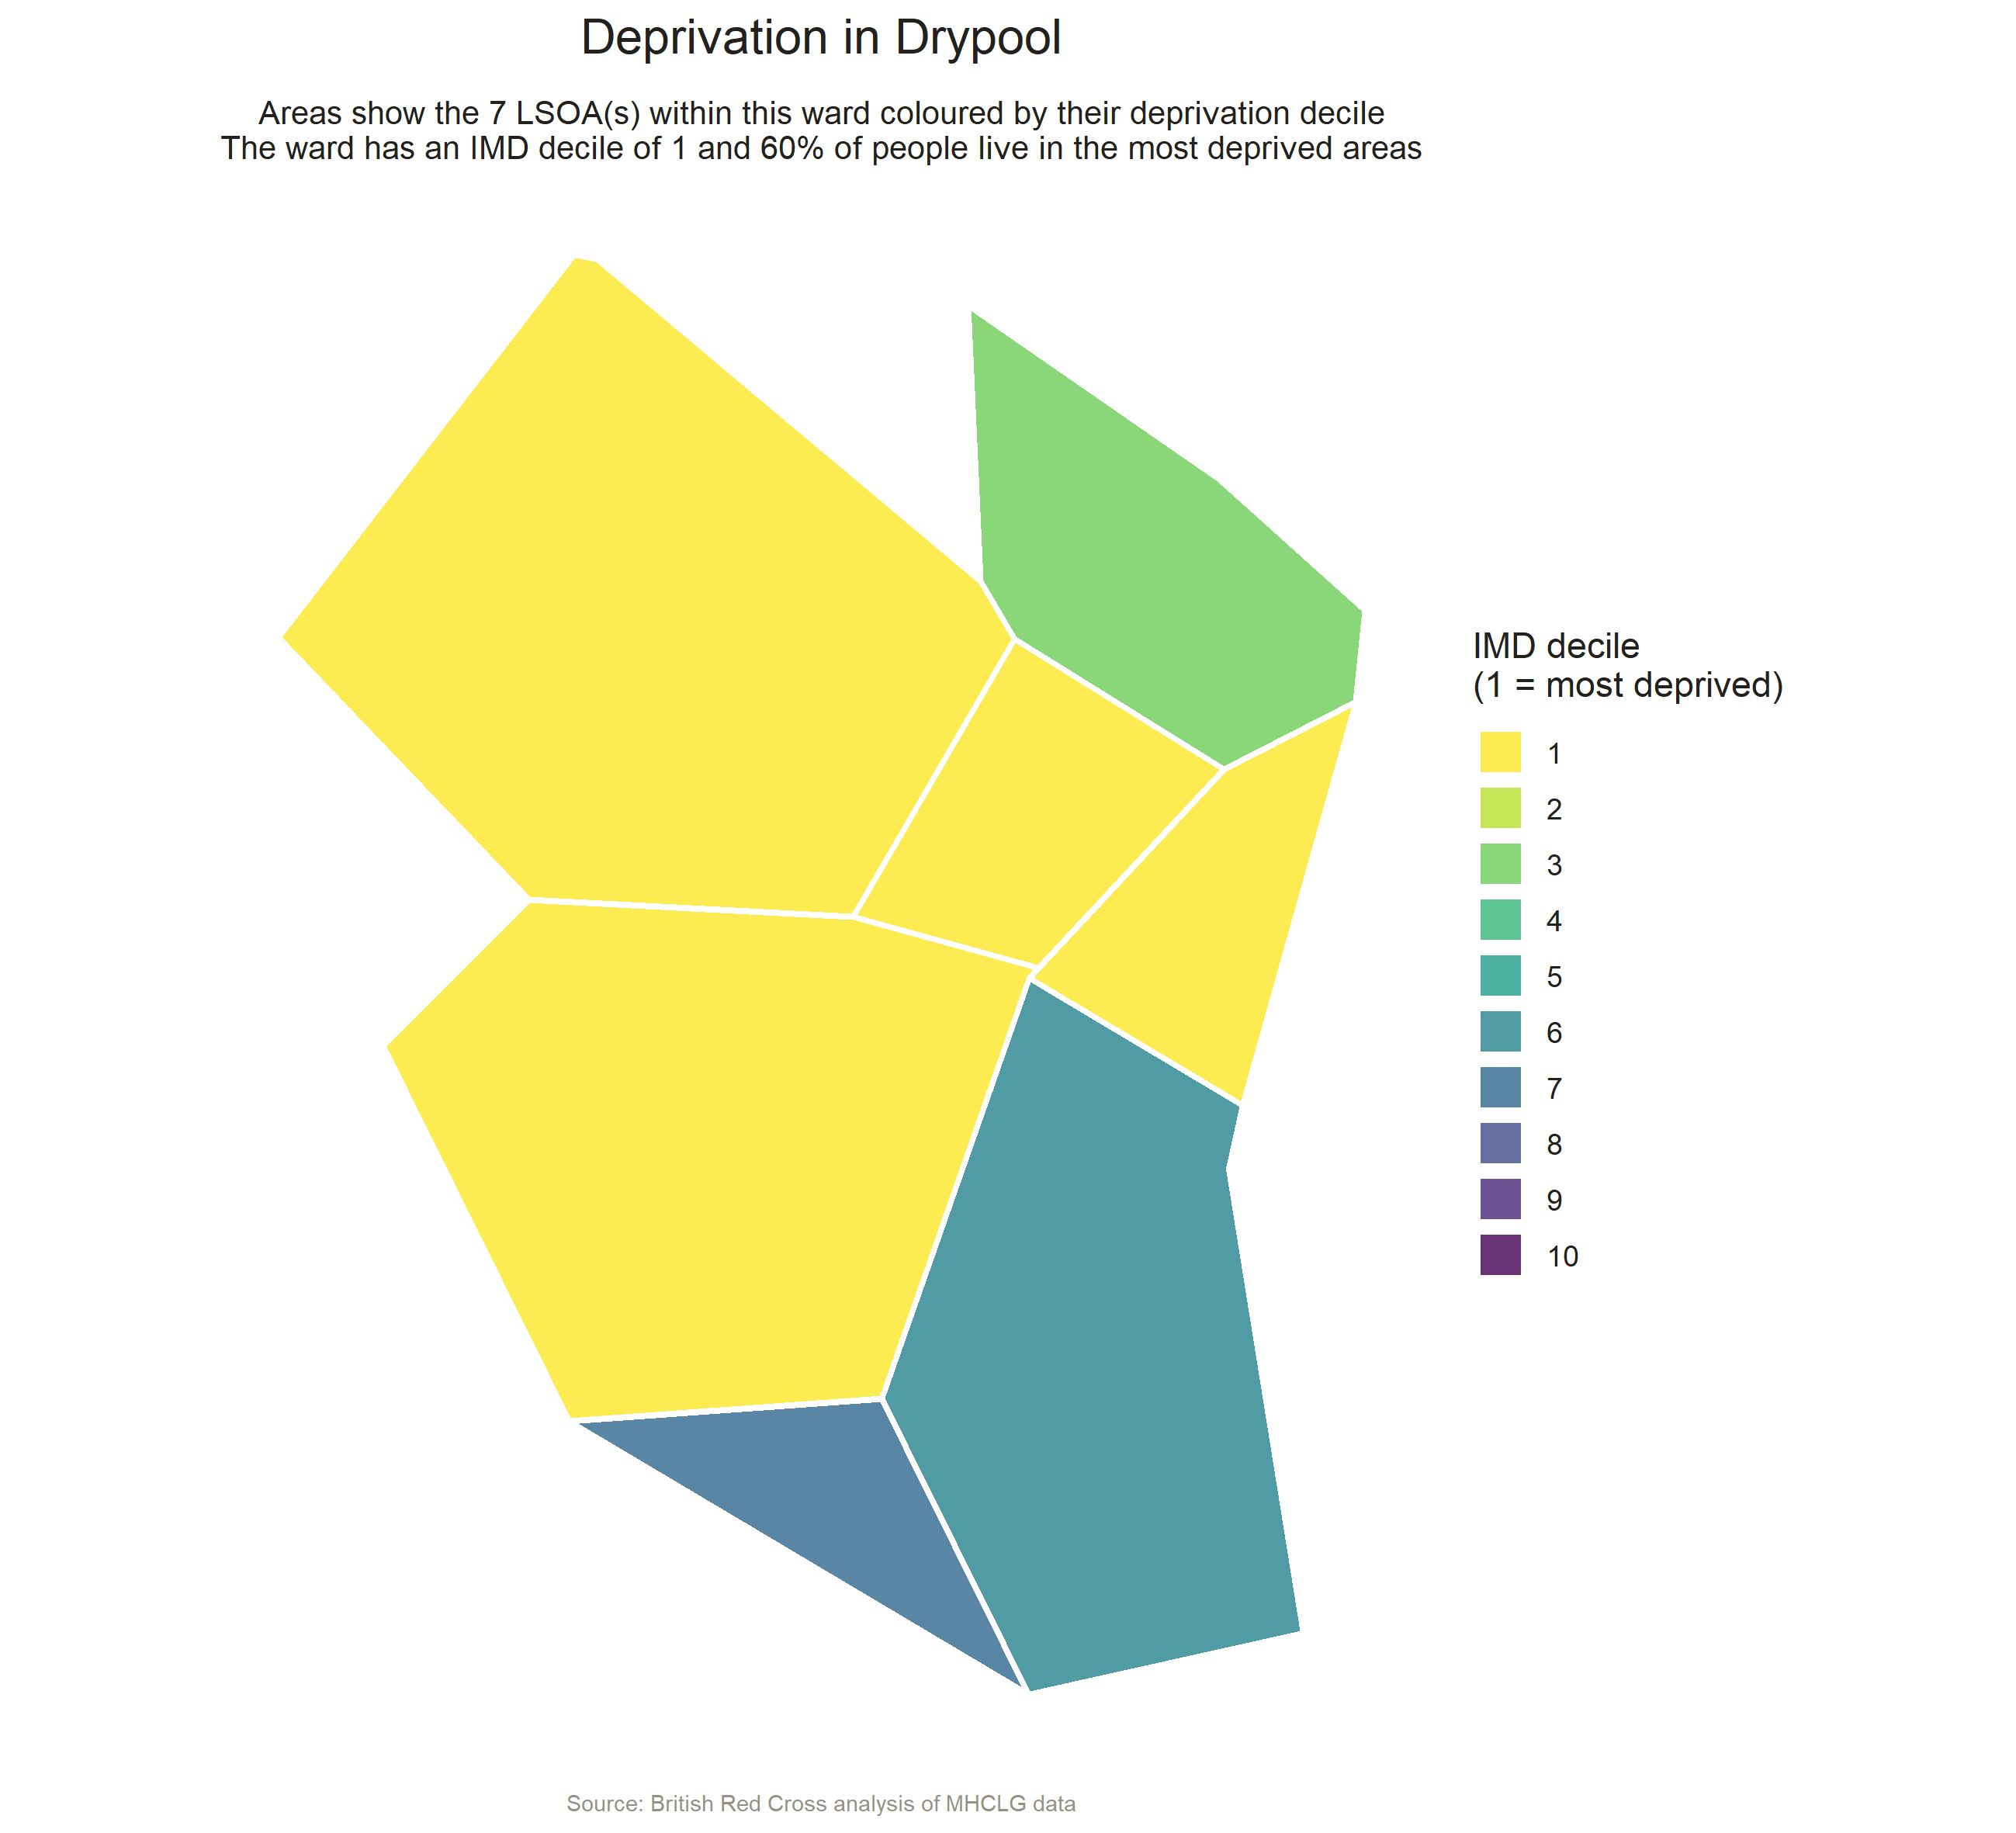 Deprivation in Drypool
Areas show the 7 LSOA(s) within this ward coloured by their deprivation decile
The ward has an IMD decile of 1 and 60% of people live in the most deprived areas
IMD decile
(1 = most deprived)
1
2
3
4
5
6
7
8
9
10
Source: British Red Cross analysis of MHCLG data